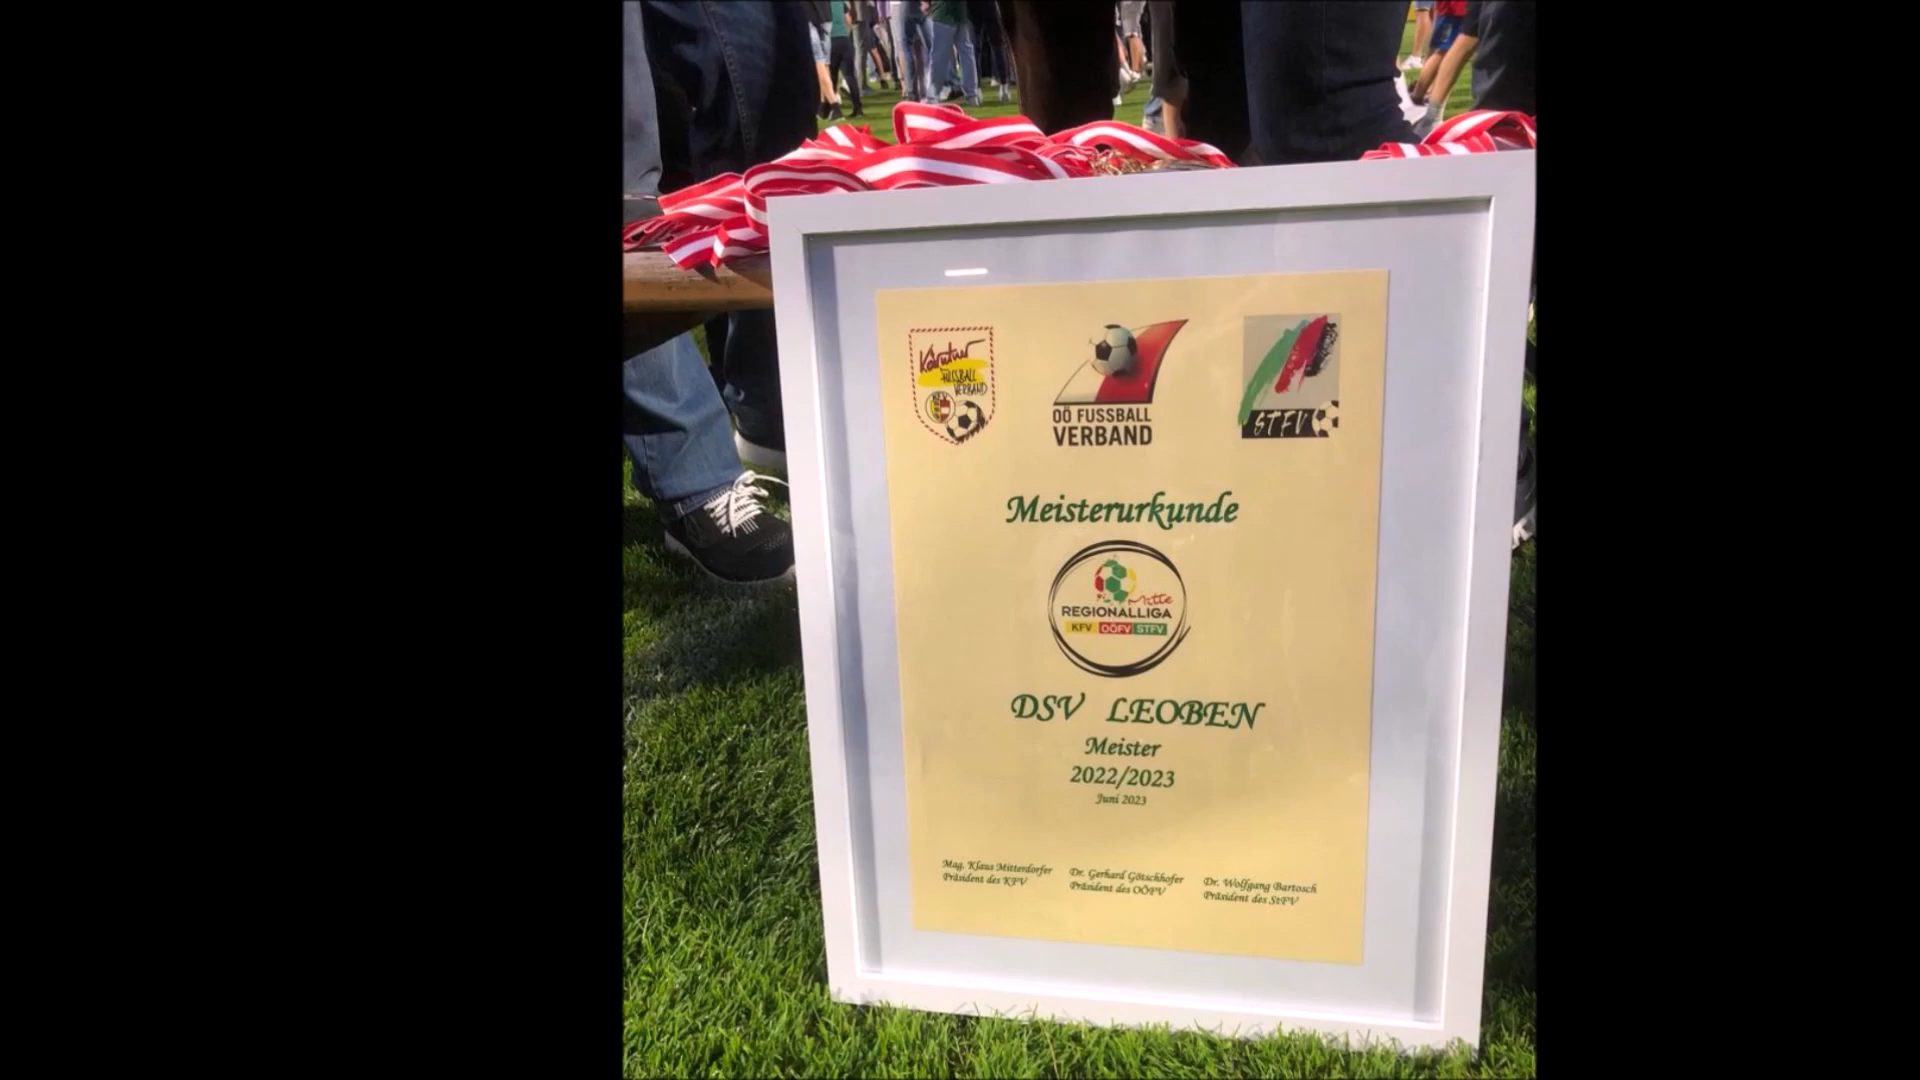 Kärntner
FUSSBALL
VERBAND
KFV
OÖ FUSSBALL
VERBAND
STFV
Meisterurkunde
Mitte
REGIONALLIGA
KFV OÖFV STFV
DSV LEOBEN
Meister
2022/2023
Juni 2023
Mag. Klaus Mitterdorfer
Präsident des KFV
Dr. Gerhard Götschhofer
Präsident des OÖFV
Dr. Wolfgang Bartosch
Präsident des StFV